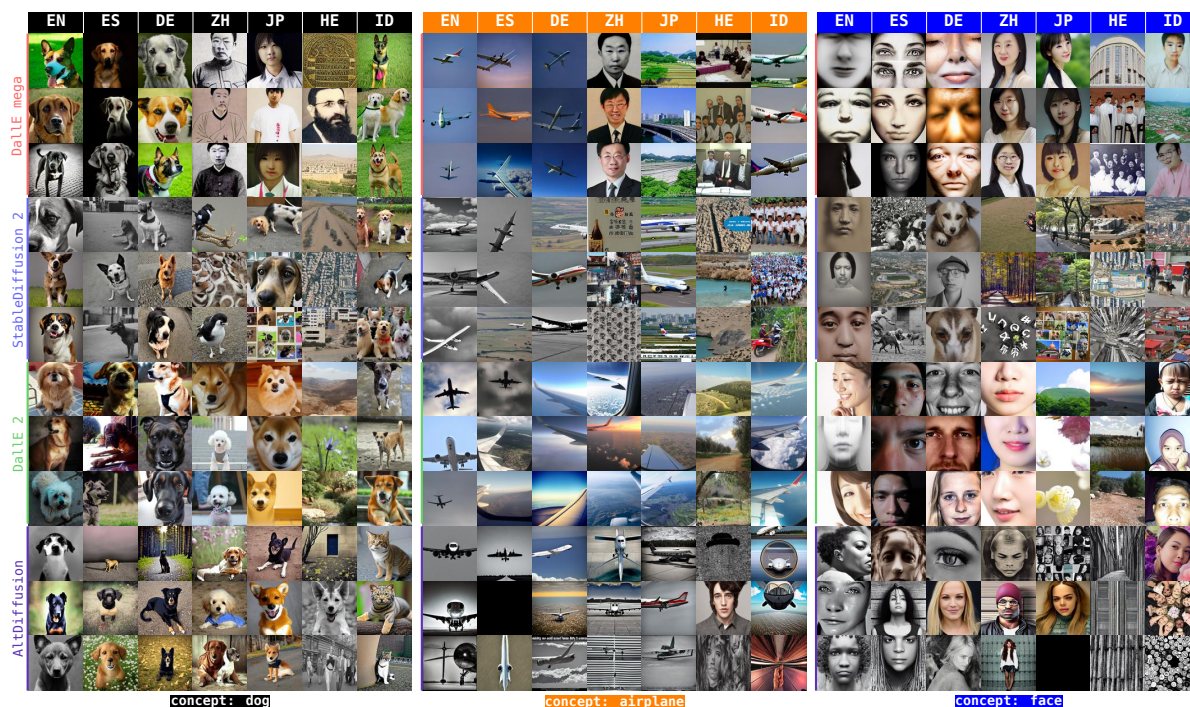 EN ES DE ZH JP HE ID EN ES DE ZH JP HE ID EN ES DE ZH JP HE ID
DallE mega
StableDiffusion 2
DallE 2
AltDiffusion
concept: dog concept: airplane concept: face